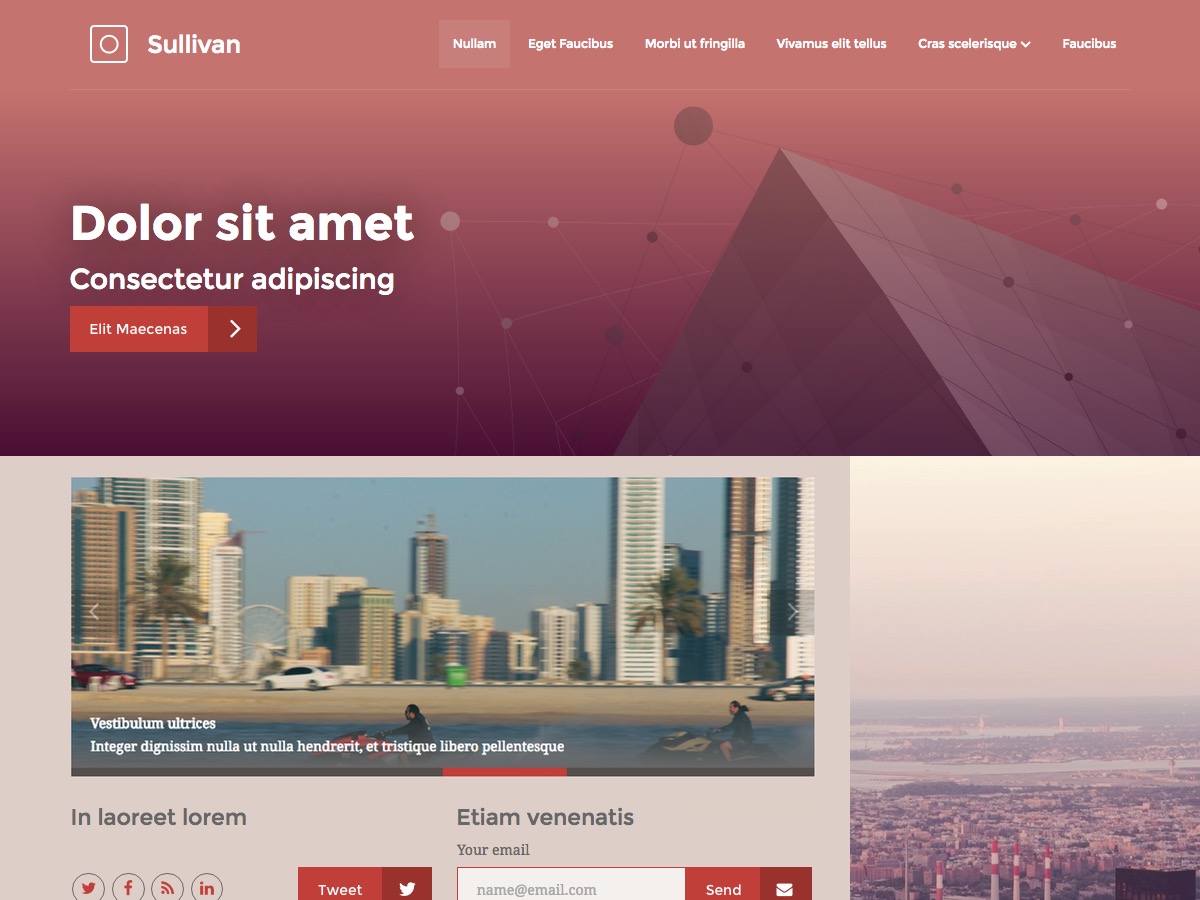 Sullivan
Nullam
Eget Faucibus
Morbi ut fringilla
Vivamus elit tellus
Cras scelerisque
Faucibus
Dolor sit amet
Consectetur adipiscing
Elit Maecenas
Vestibulum ultrices
Integer dignissim nulla ut nulla hendrerit, et tristique libero pellentesque
In laoreet lorem
Etiam venenatis
Your email
Tweet
name@email.com
Send